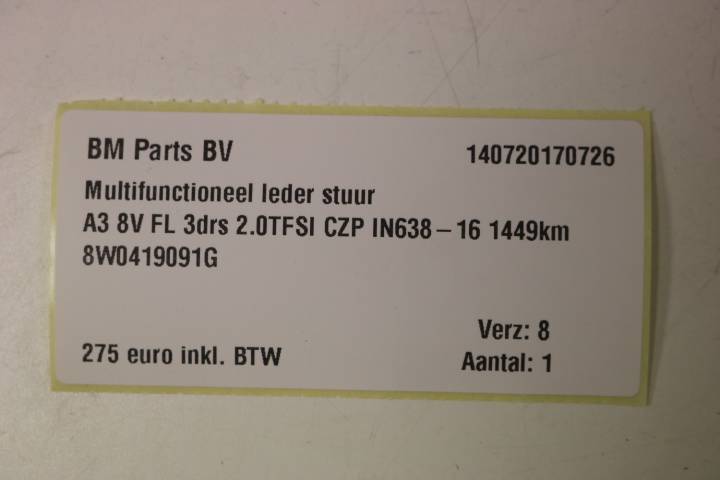 BM Parts BV 140720170726
Multifunctioneel leder stuur
A3 8V FL 3drs 2.0TFSI CZP IN638-16 1449km
8W0419091G
Verz: 8
275 euro inkl. BTW Aantal: 1